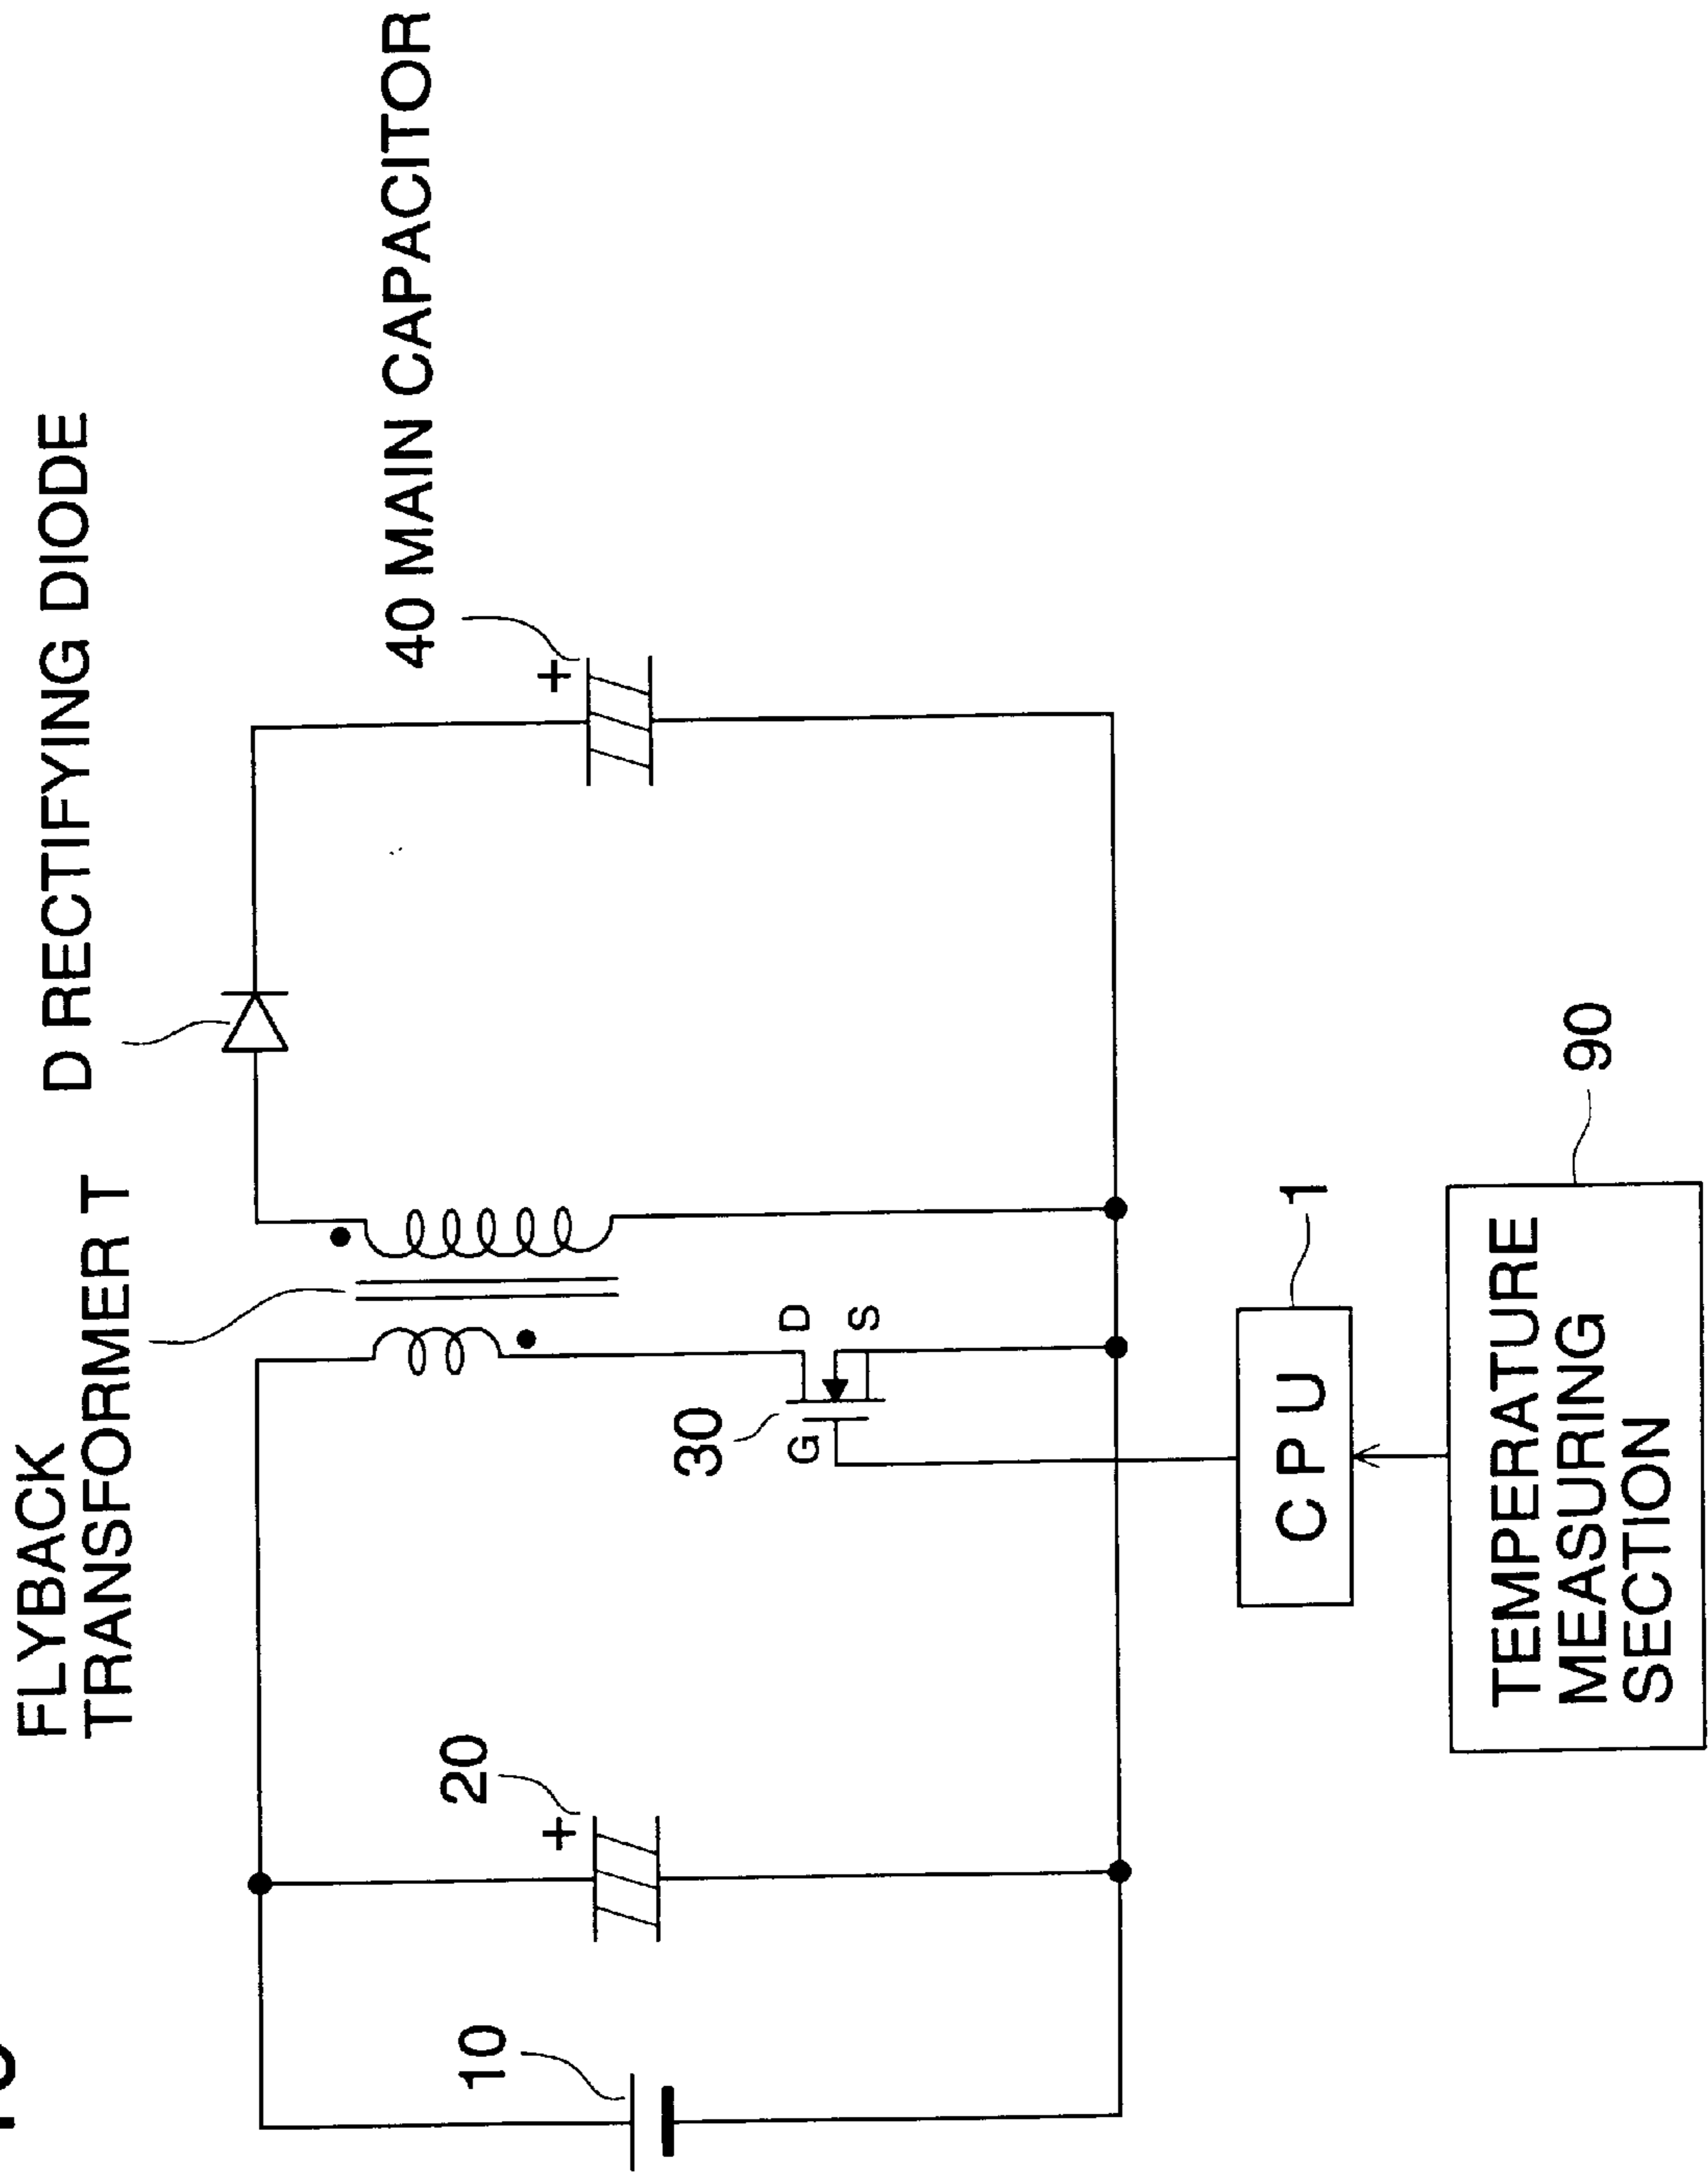 FLYBACK
TRANSFORMER T
D RECTIFYING DIODE
40 MAIN CAPACITOR
+
10
20
+
30
G
D
S
1
CPU
90
TEMPERATURE
MEASURING
SECTION